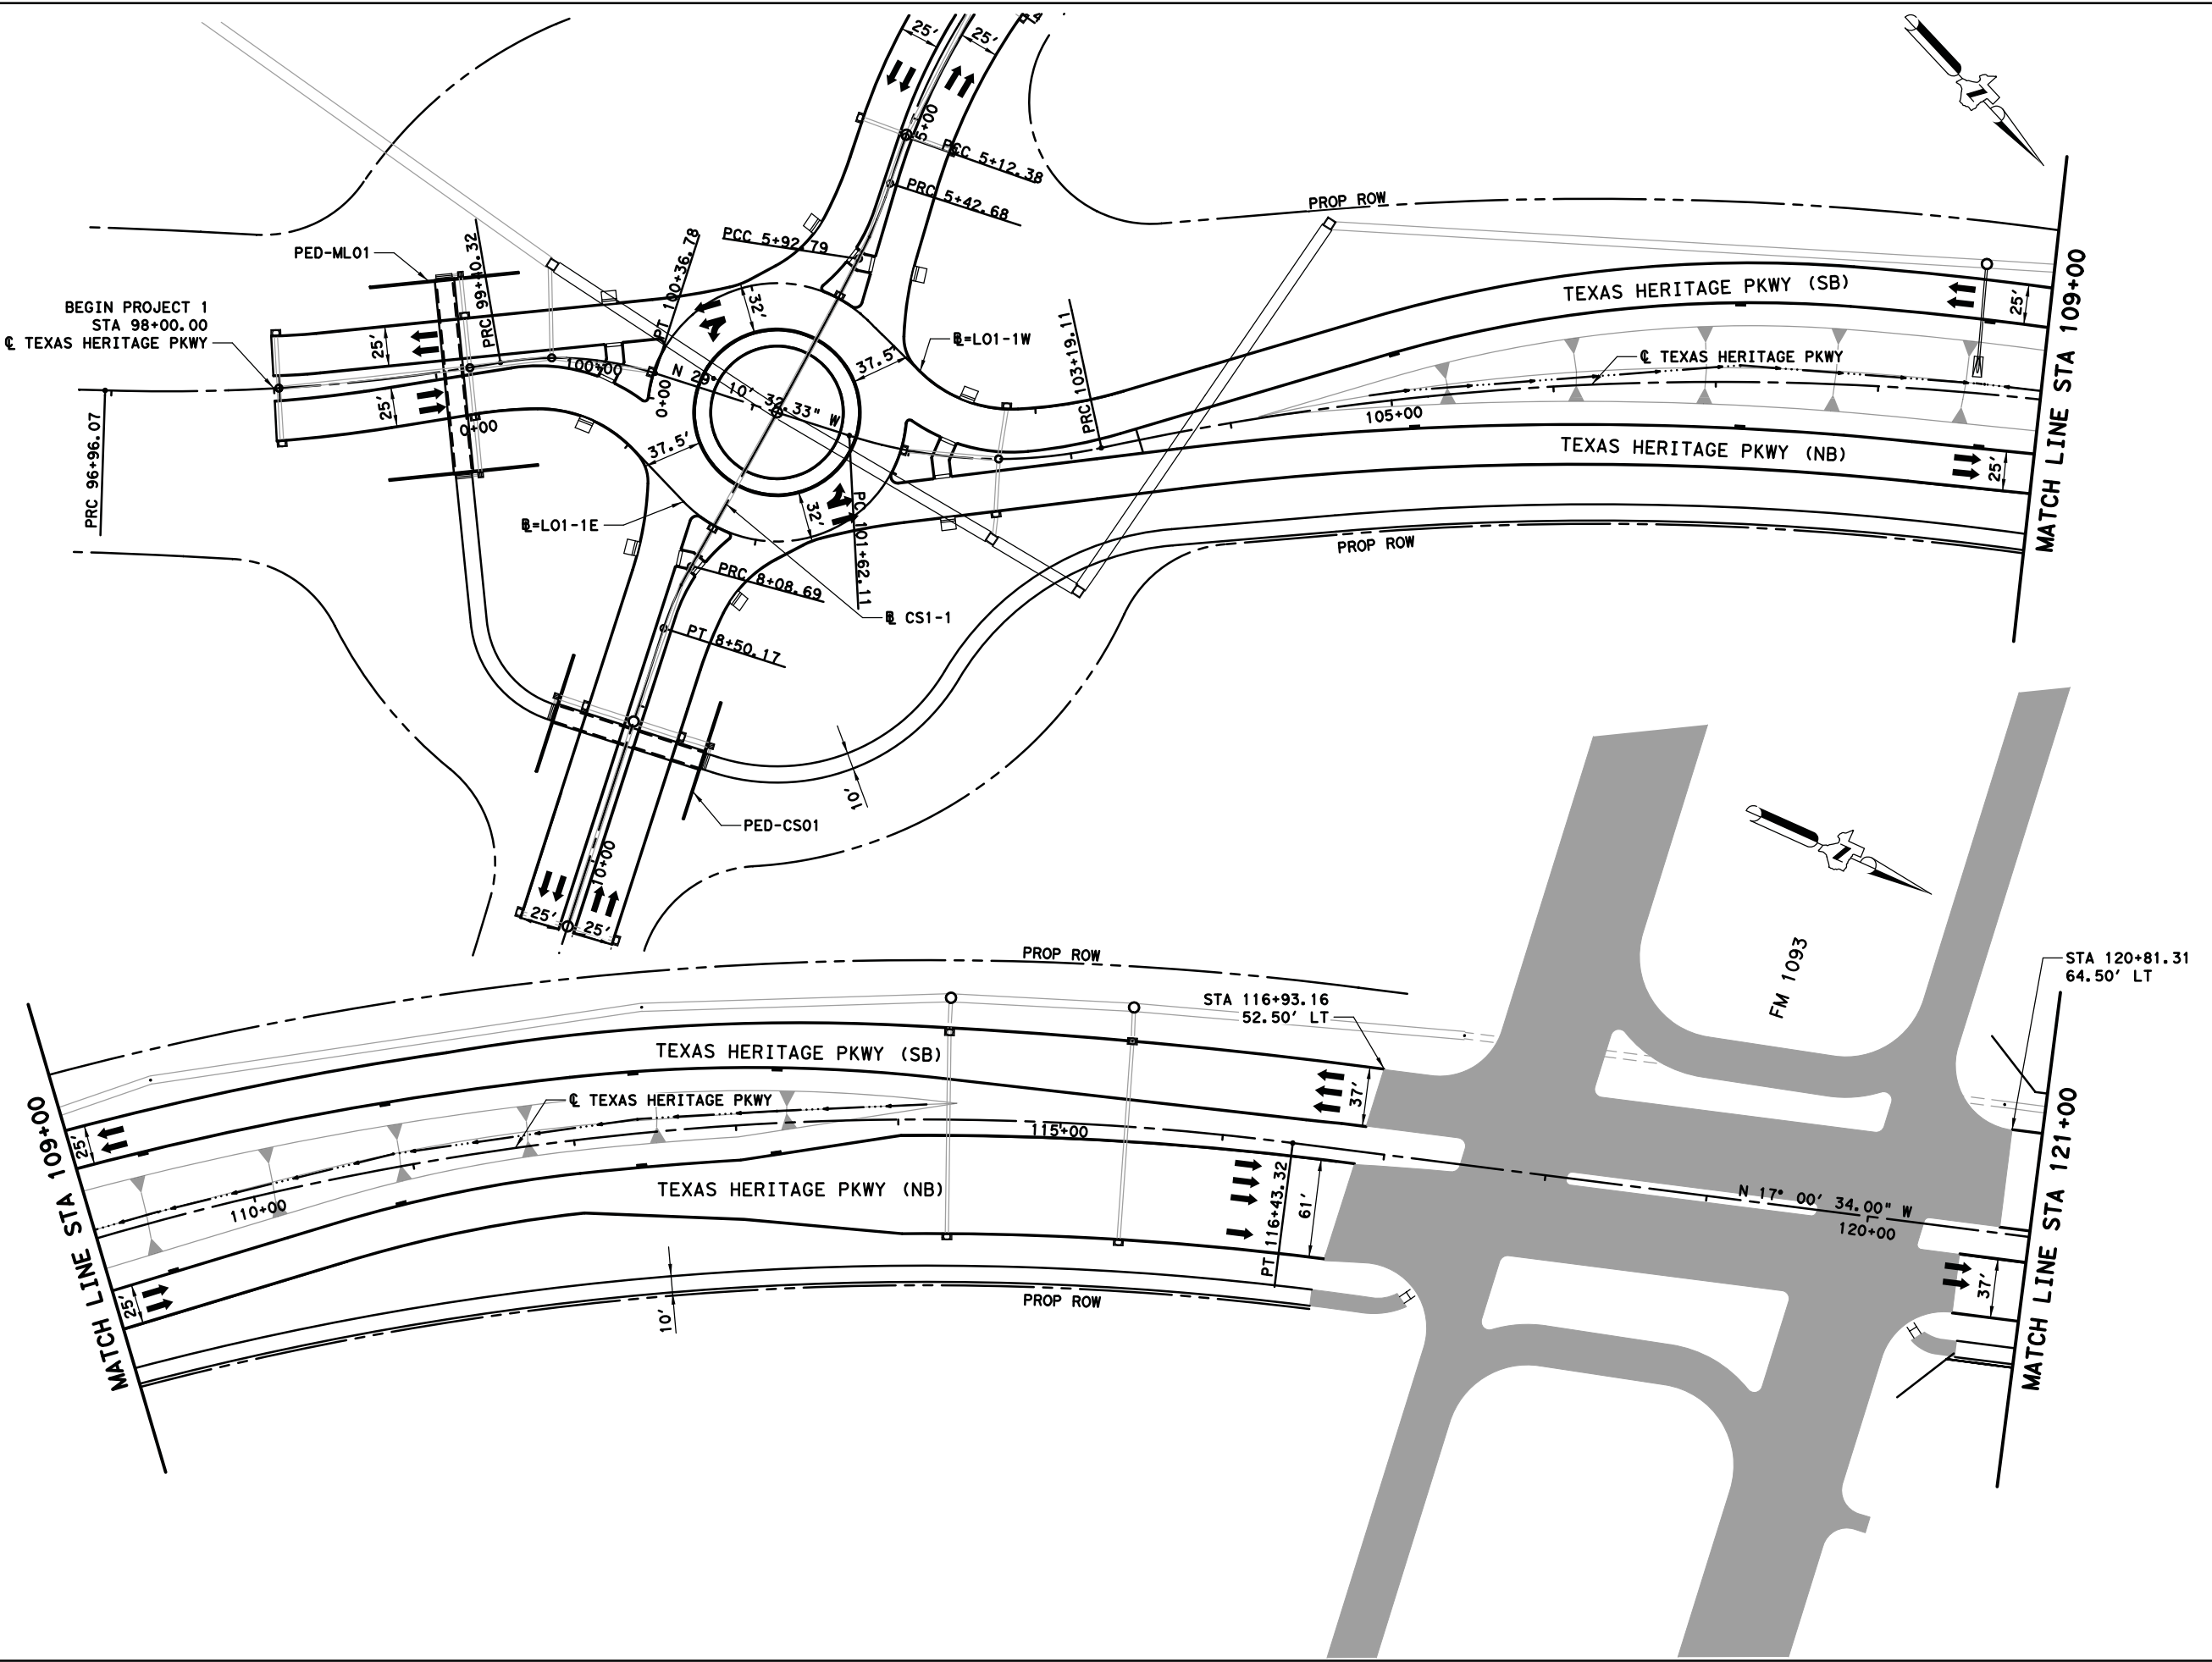 25'
25'
5+00
PCC 5+12.38
PRC 5+42.68
PCC 5+92.79
PROP ROW
PED-ML01
PRC 99+40.32
PT 100+36.78
BEGIN PROJECT 1
STA 98+00.00
℄ TEXAS HERITAGE PKWY
25'
25'
100+00
0+00
0+00
32'
37.5'
N 29° 10' 32.33" W
37.5'
32'
B=L01-1W
B=L01-1E
PRC 96+96.07
PRC 103+19.11
PC 101+62.11
TEXAS HERITAGE PKWY (SB)
25'
℄ TEXAS HERITAGE PKWY
105+00
TEXAS HERITAGE PKWY (NB)
25'
MATCH LINE STA 109+00
PROP ROW
PRC 8+08.69
B CS1-1
PT 8+50.17
10'
PED-CS01
10+00
25'
25'
PROP ROW
FM 1093
STA 120+81.31
64.50' LT
STA 116+93.16
52.50' LT
TEXAS HERITAGE PKWY (SB)
37'
MATCH LINE STA 109+00
25'
℄ TEXAS HERITAGE PKWY
115+00
110+00
TEXAS HERITAGE PKWY (NB)
61'
PT 116+43.32
N 17° 00' 34.00" W
120+00
37'
MATCH LINE STA 121+00
25'
10'
PROP ROW